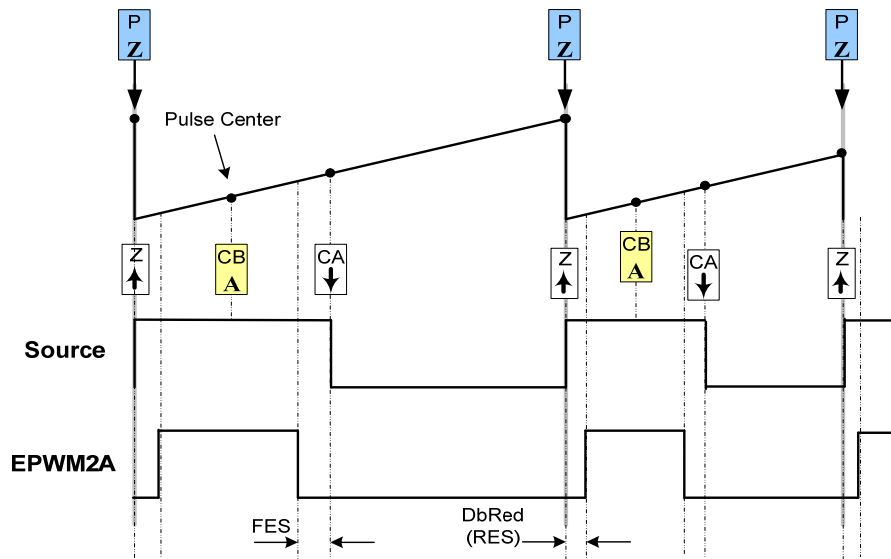 P
Z
P
Z
P
Z
Pulse Center
Z
CB
A
CA
Z
CB
A
CA
Z
Source
EPWM2A
FES
DbRed
(RES)